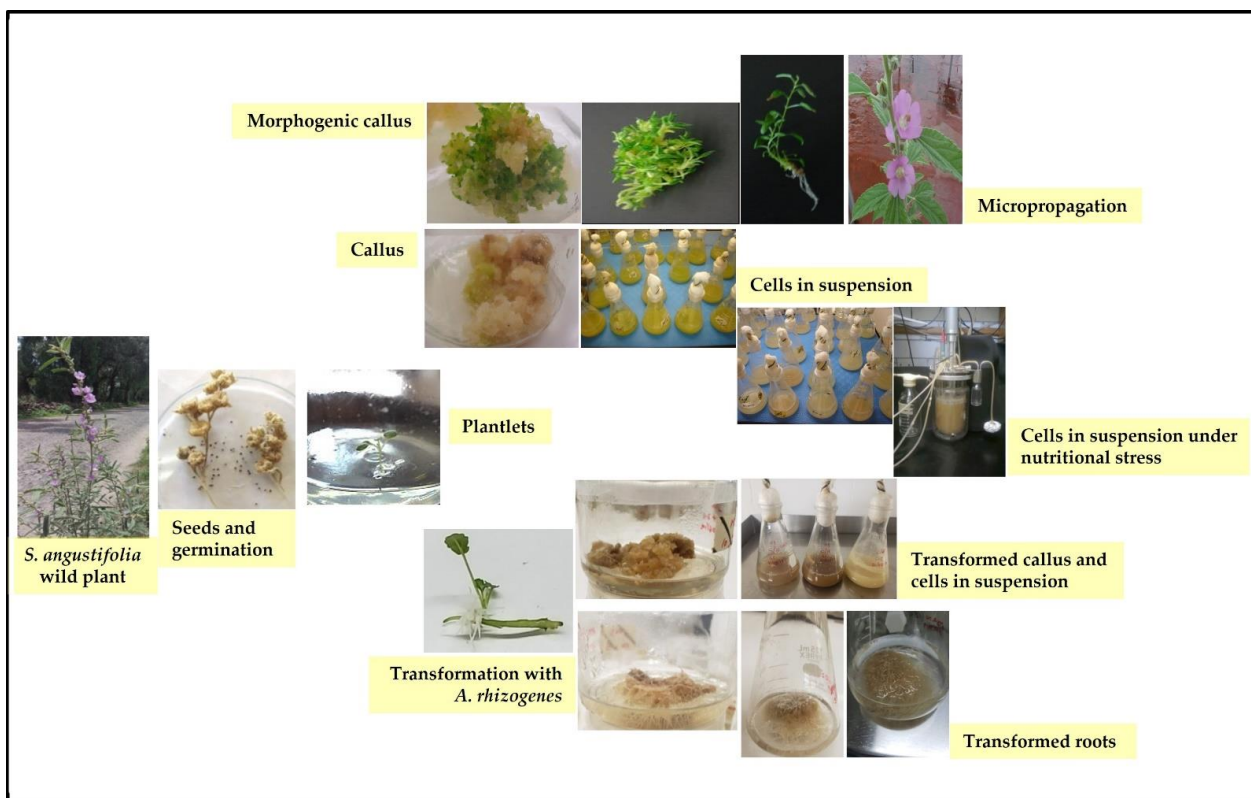 Morphogenic callus
Micropropagation
Callus
Cells in suspension
Plantlets
Cells in suspension under
nutritional stress
Seeds and
germination
S. angustifolia
wild plant
Transformed callus and
cells in suspension
Transformation with
A. rhizogenes
Transformed roots